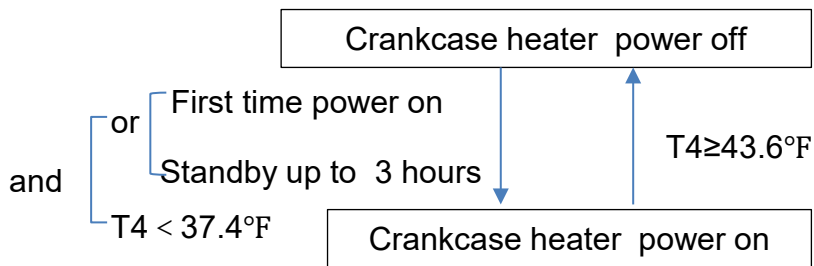 Crankcase heater power off
First time power on
or
T4≥43.6°F
Standby up to 3 hours
and
T4 < 37.4°F
Crankcase heater power on